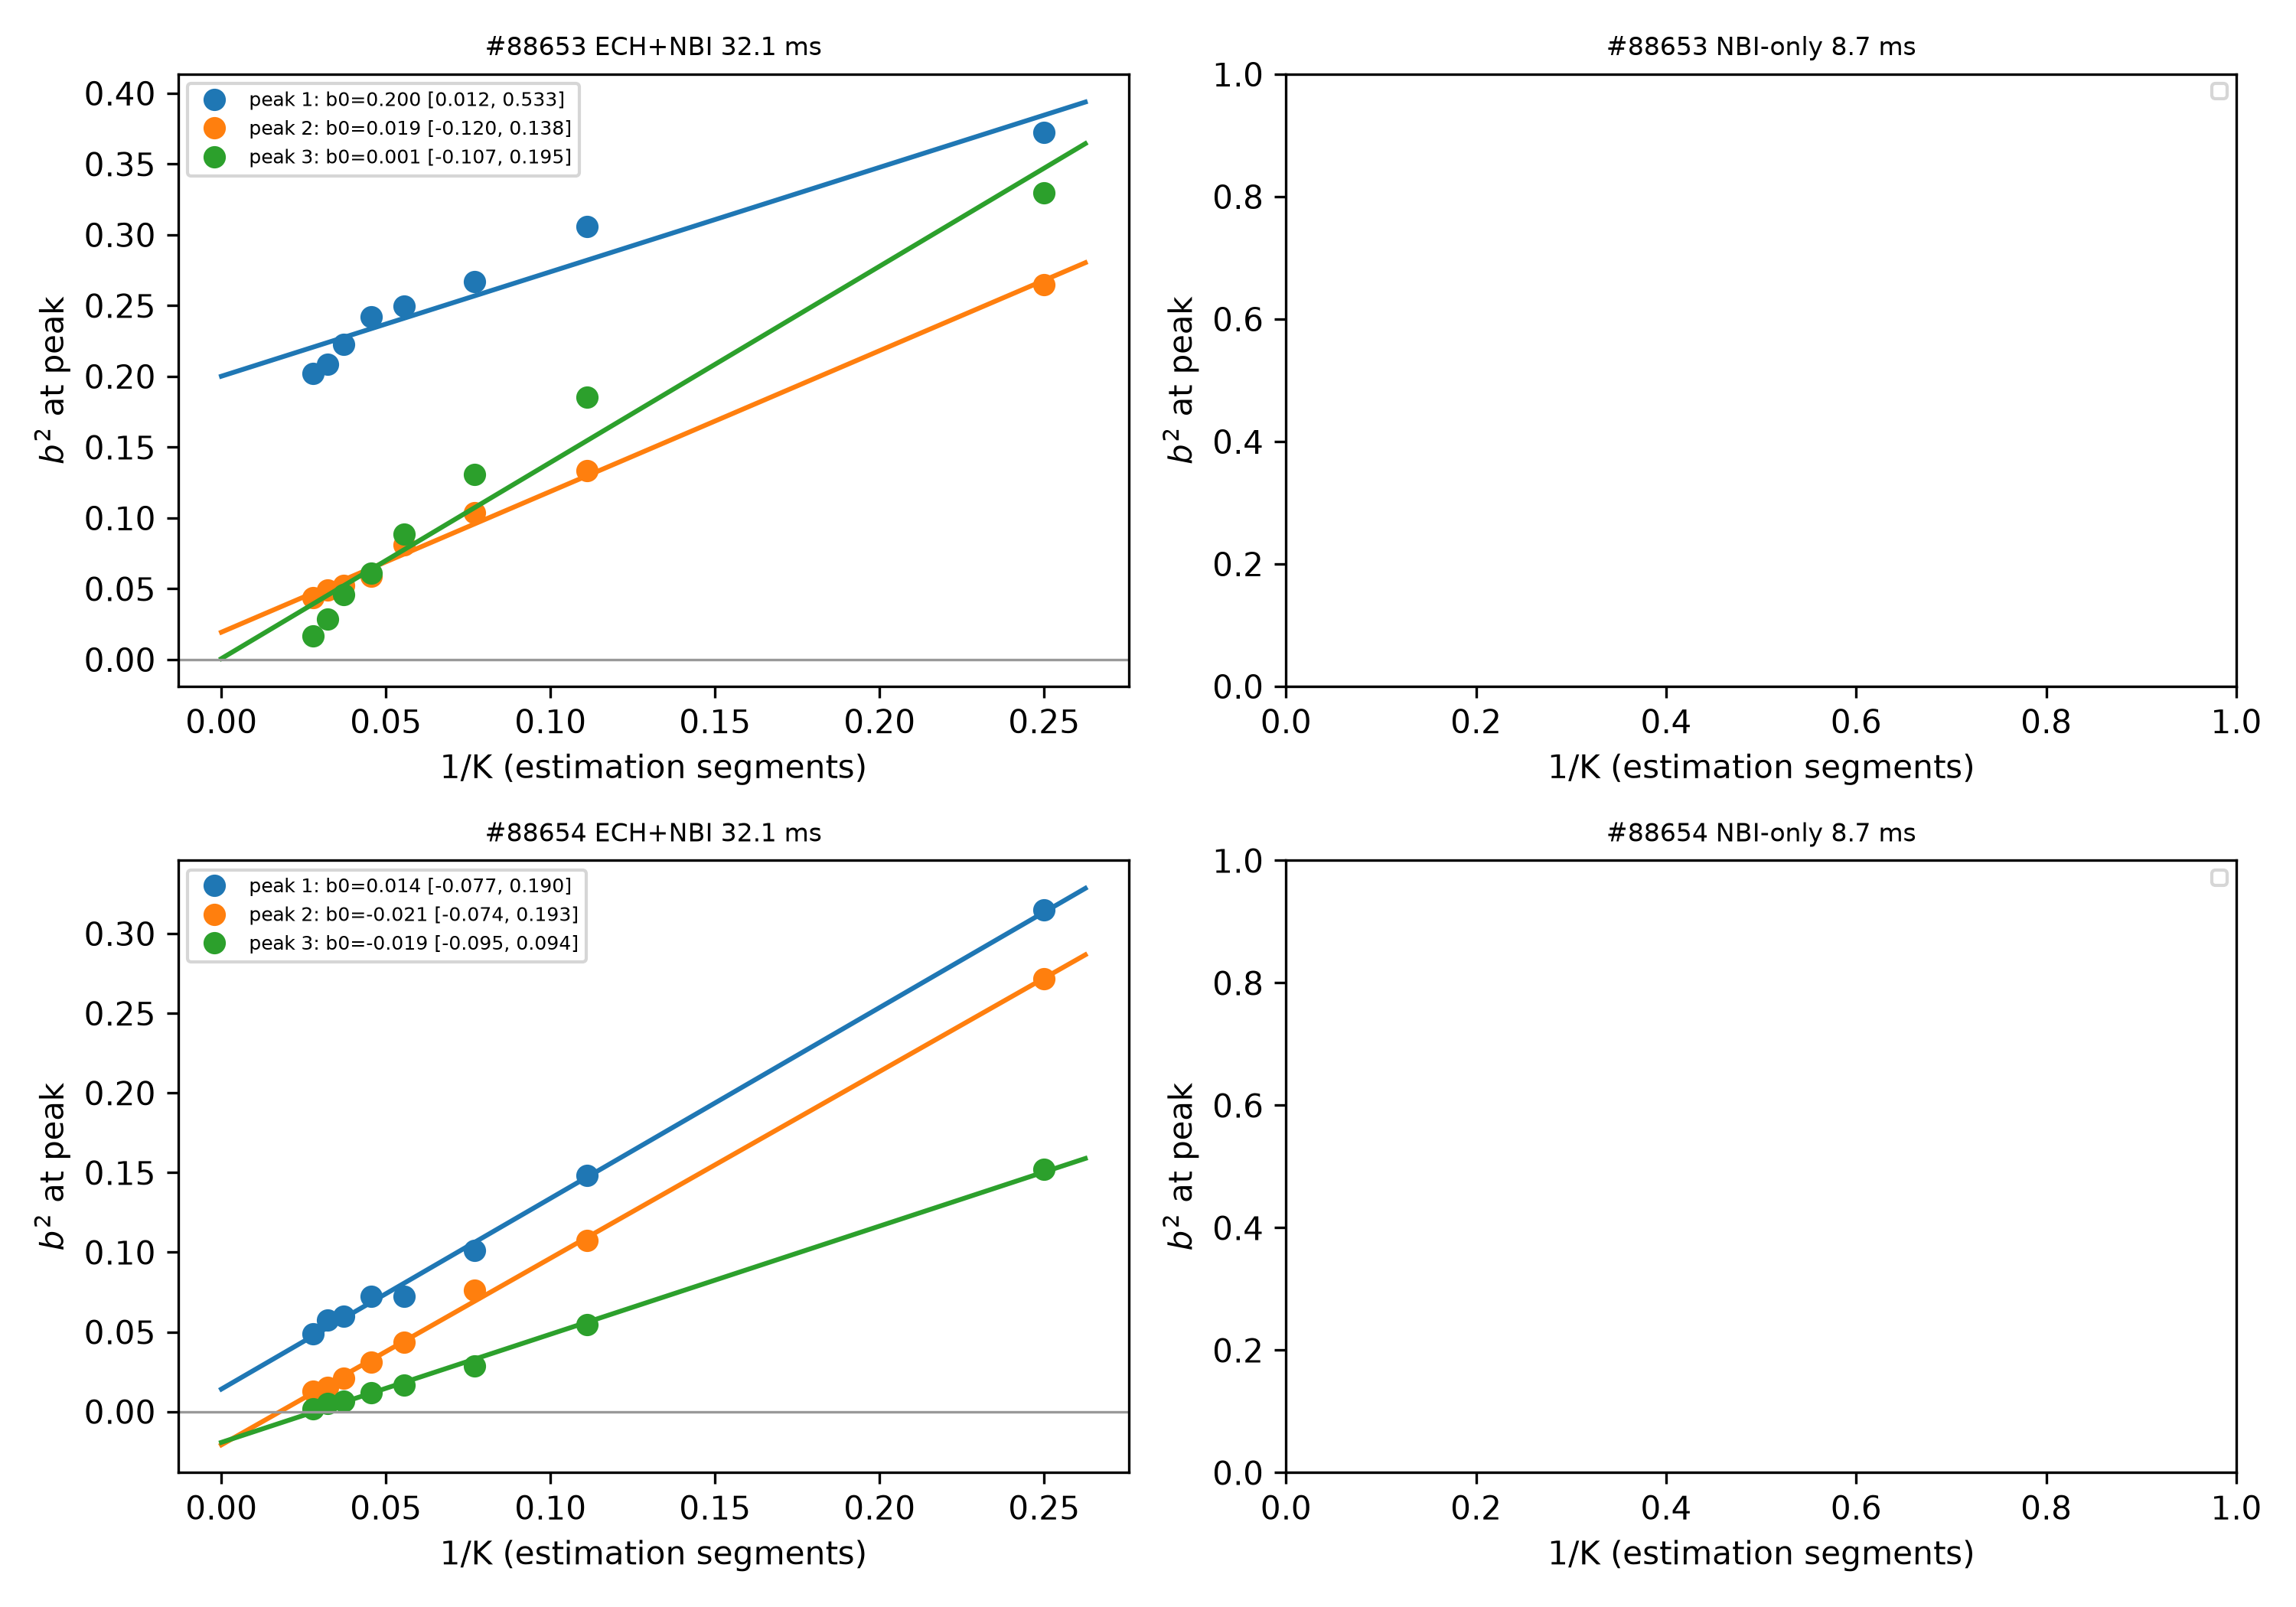 #88653 ECH+NBI 32.1 ms
peak 1: b0=0.200 [0.012, 0.533]
peak 2: b0=0.019 [-0.120, 0.138]
peak 3: b0=0.001 [-0.107, 0.195]
0.40
0.35
0.30
0.25
0.20
0.15
0.10
0.05
0.00
b² at peak
0.00 0.05 0.10 0.15 0.20 0.25
1/K (estimation segments)
#88653 NBI-only 8.7 ms
1.0
0.8
0.6
0.4
0.2
0.0
b² at peak
0.0 0.2 0.4 0.6 0.8 1.0
1/K (estimation segments)
#88654 ECH+NBI 32.1 ms
peak 1: b0=0.014 [-0.077, 0.190]
peak 2: b0=-0.021 [-0.074, 0.193]
peak 3: b0=-0.019 [-0.095, 0.094]
0.30
0.25
0.20
0.15
0.10
0.05
0.00
b² at peak
0.00 0.05 0.10 0.15 0.20 0.25
1/K (estimation segments)
#88654 NBI-only 8.7 ms
1.0
0.8
0.6
0.4
0.2
0.0
b² at peak
0.0 0.2 0.4 0.6 0.8 1.0
1/K (estimation segments)